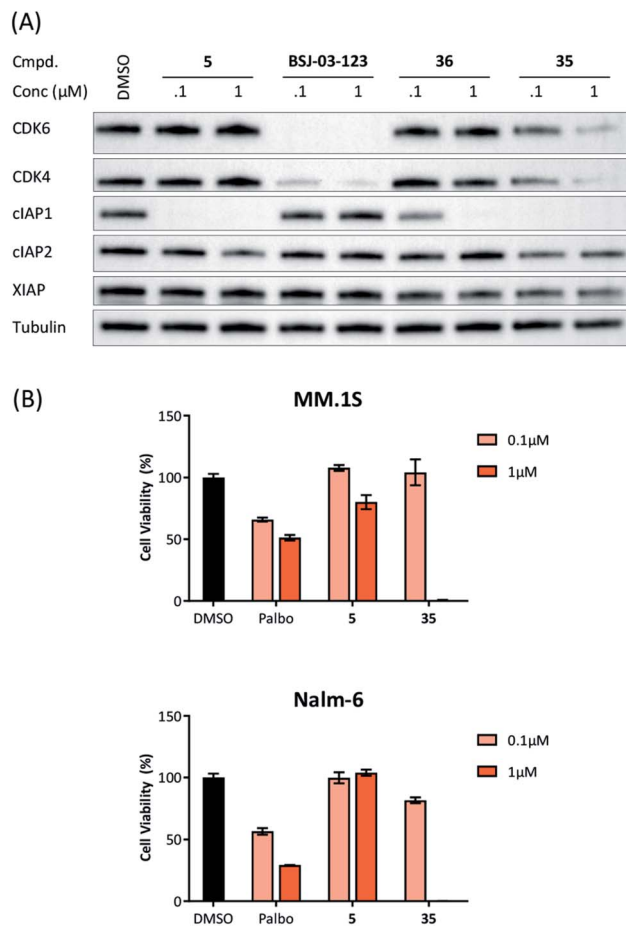 (A)
Cmpd. DMSO 5 BSJ-03-123 36 35
Conc (µM) .1 1 .1 1 .1 1 .1 1
CDK6
CDK4
cIAP1
cIAP2
XIAP
Tubulin
(B)
MM.1S
Cell Viability (%)
150
100
50
0
DMSO Palbo 5 35
0.1µM
1µM
Nalm-6
Cell Viability (%)
150
100
50
0
DMSO Palbo 5 35
0.1µM
1µM